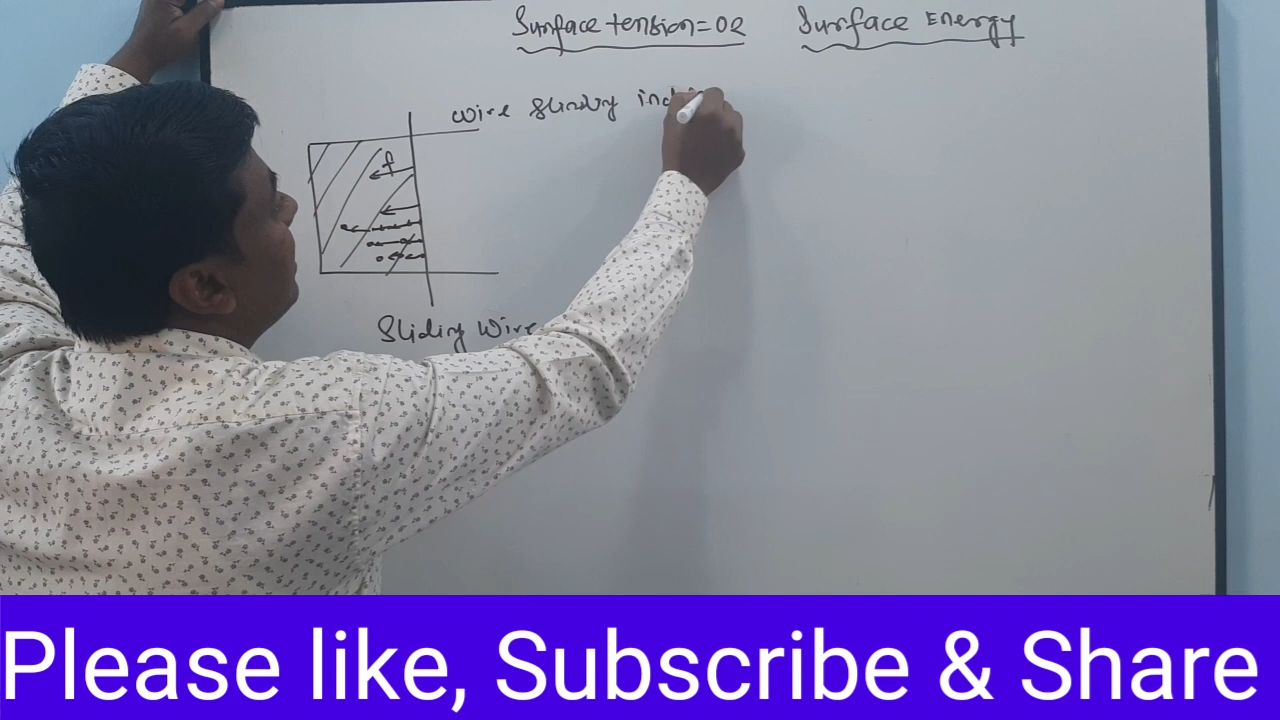 Surface tension=02 Surface Energy
wire sliding
f
Sliding wire
Please like, Subscribe & Share